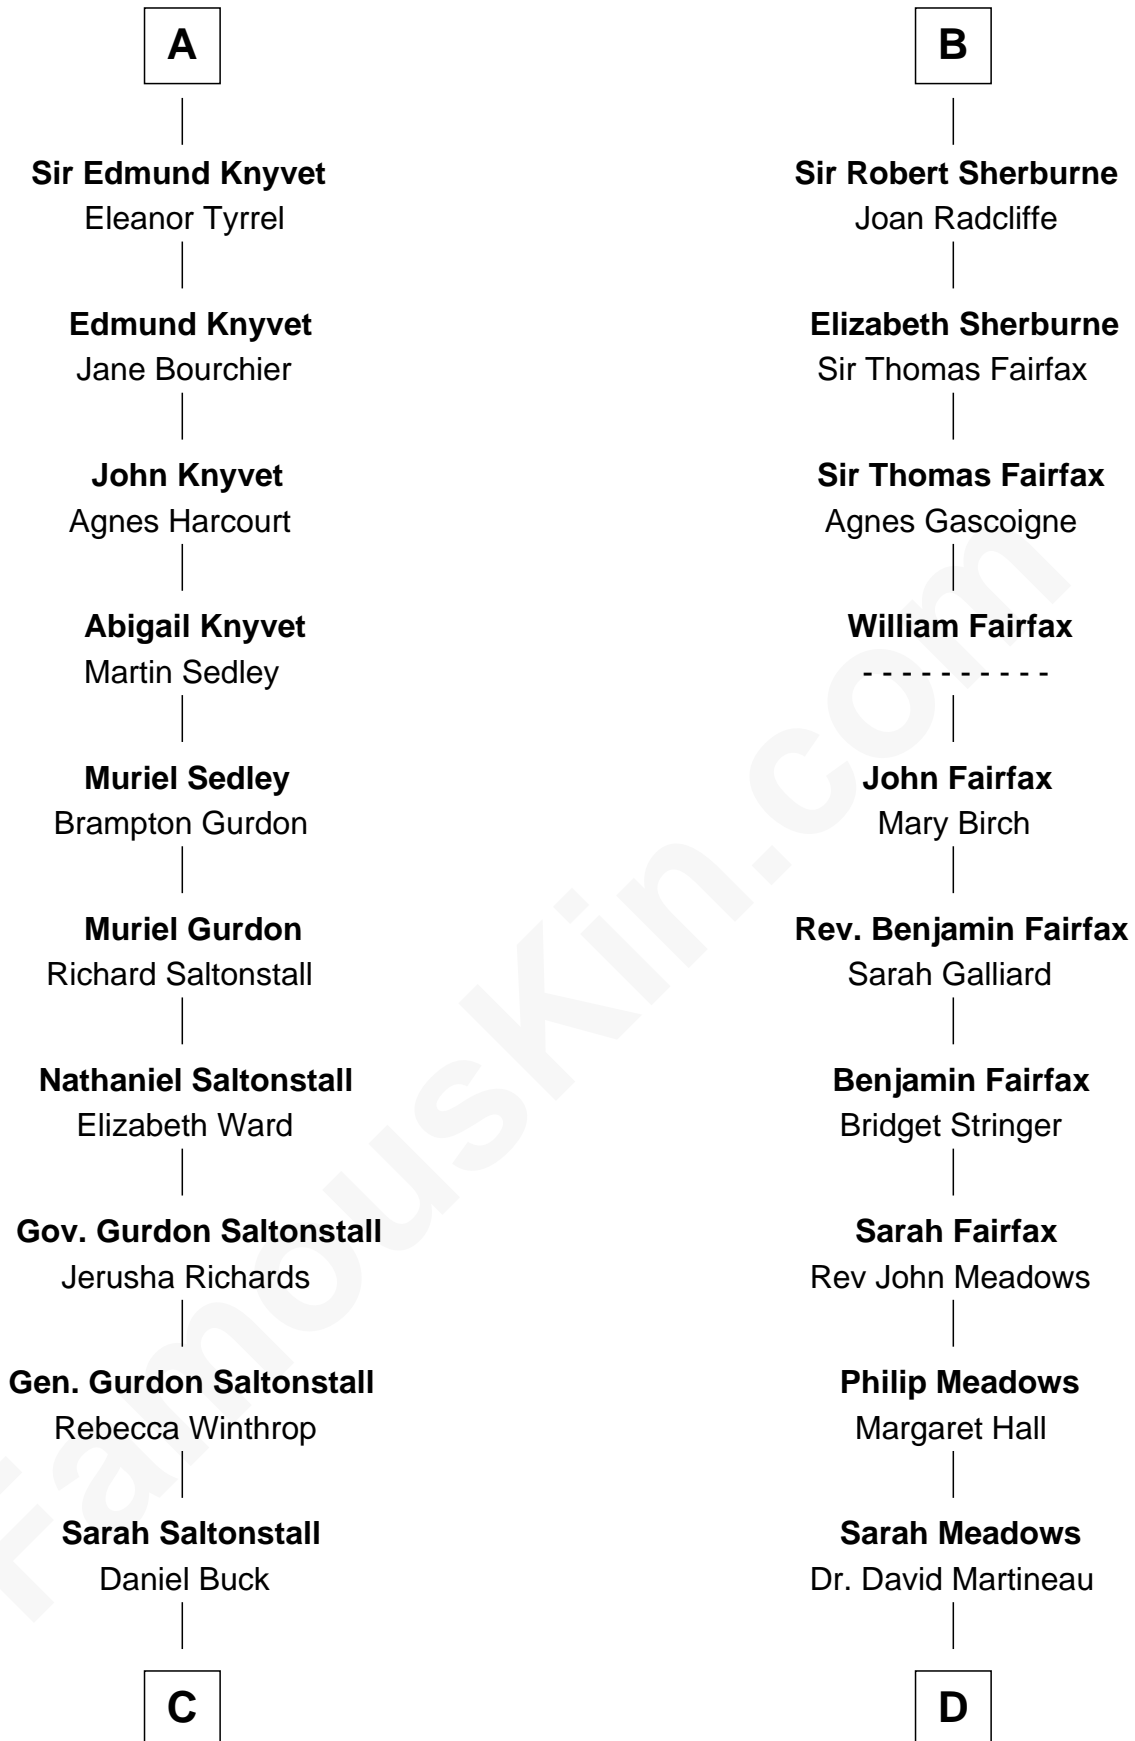 A
Sir Edmund Knyvet
Eleanor Tyrrel
Edmund Knyvet
Jane Bourchier
John Knyvet
Agnes Harcourt
Abigail Knyvet
Martin Sedley
Muriel Sedley
Brampton Gurdon
Muriel Gurdon
Richard Saltonstall
Nathaniel Saltonstall
Elizabeth Ward
Gov. Gurdon Saltonstall
Jerusha Richards
Gen. Gurdon Saltonstall
Rebecca Winthrop
Sarah Saltonstall
Daniel Buck
C
B
Sir Robert Sherburne
Joan Radcliffe
Elizabeth Sherburne
Sir Thomas Fairfax
Sir Thomas Fairfax
Agnes Gascoigne
William Fairfax
- - - - - - - - - -
John Fairfax
Mary Birch
Rev. Benjamin Fairfax
Sarah Galliard
Benjamin Fairfax
Bridget Stringer
Sarah Fairfax
Rev John Meadows
Philip Meadows
Margaret Hall
Sarah Meadows
Dr. David Martineau
D
FamousKin.com